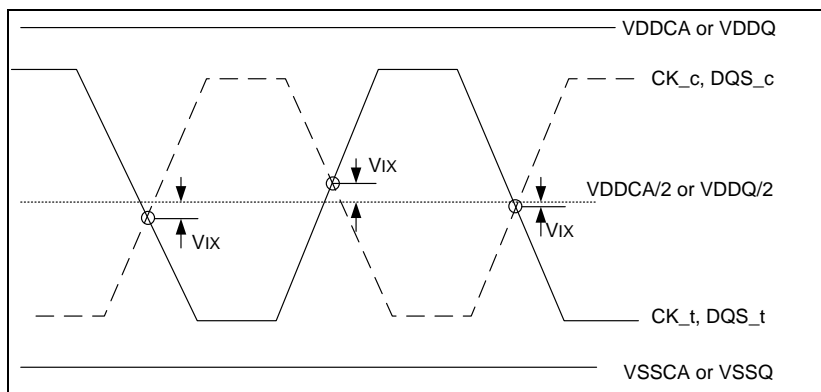 VDDCA or VDDQ
CK_c, DQS_c
VIX
VDDCA/2 or VDDQ/2
VIX
VIX
CK_t, DQS_t
VSSCA or VSSQ